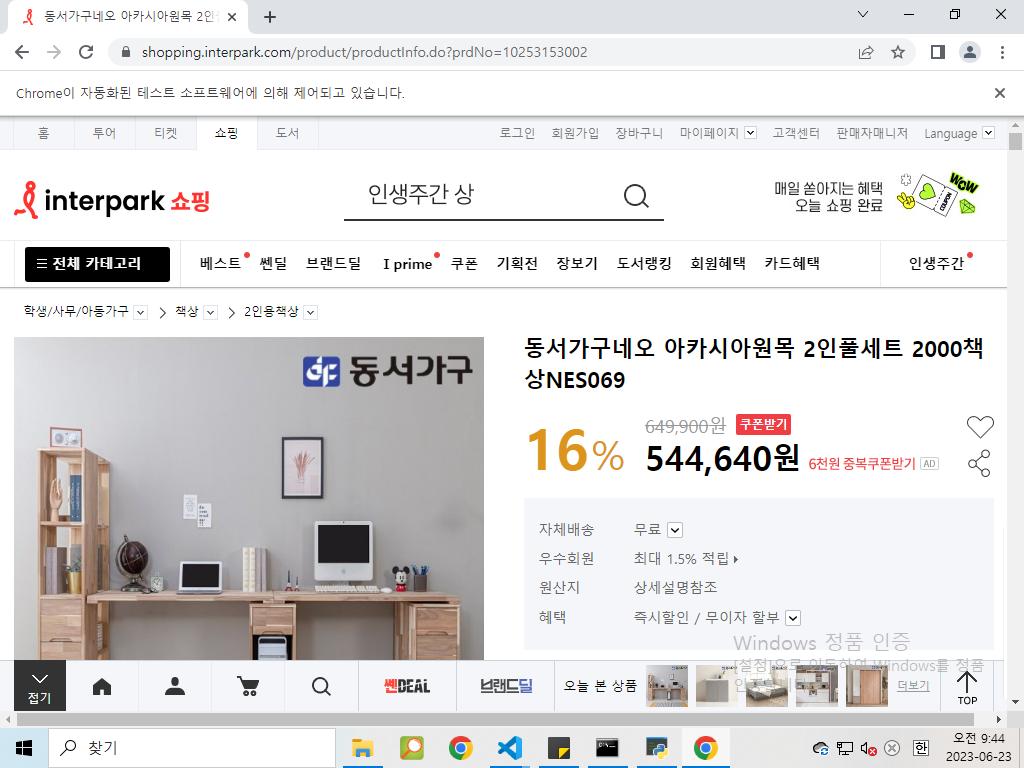 동서가구네오 아카시아원목 2인
shopping.interpark.com/product/productInfo.do?prdNo=10253153002
Chrome이 자동화된 테스트 소프트웨어에 의해 제어되고 있습니다.
홈 투어 티켓 쇼핑 도서 로그인 회원가입 장바구니 마이페이지 고객센터 판매자매니저 Language
interpark 쇼핑
인생주간 상
매일 쏟아지는 혜택
오늘 쇼핑 완료
WOW
COUPON
전체 카테고리 베스트 쎈딜 브랜드딜 I prime 쿠폰 기획전 장보기 도서랭킹 회원혜택 카드혜택 인생주간
학생/사무/아동가구 > 책상 > 2인용책상
동서가구
동서가구네오 아카시아원목 2인풀세트 2000책
상NES069
16%
649,900원 쿠폰받기
544,640원 6천원 중복쿠폰받기 AD
자체배송 무료
우수회원 최대 1.5% 적립
원산지 상세설명참조
혜택 즉시할인 / 무이자 할부
Windows 정품 인증
[설정]으로 이동하여 Windows를 정품
접기
쎈DEAL
브랜드딜
오늘 본 상품
더보기
TOP
찾기
한
오전 9:44
2023-06-23